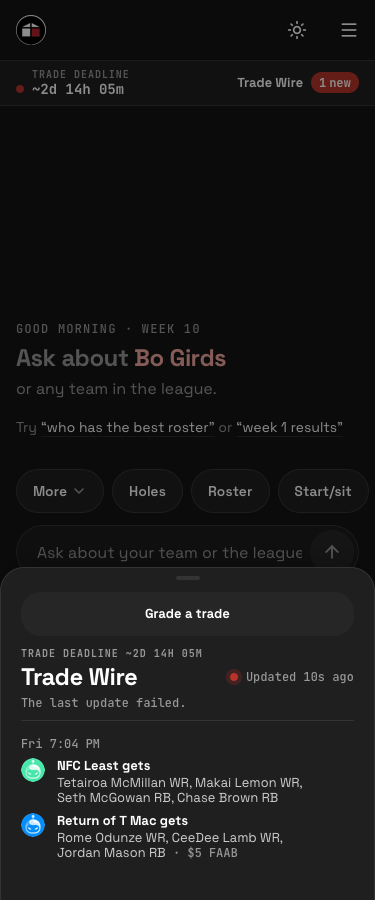 TRADE DEADLINE
~2d 14h 05m
Trade Wire 1 new
GOOD MORNING · WEEK 10
Ask about Bo Girds
or any team in the league.
Try “who has the best roster” or “week 1 results”
More Holes Roster Start/sit
Ask about your team or the league
Grade a trade
TRADE DEADLINE ~2D 14H 05M
Trade Wire
Updated 10s ago
The last update failed.
Fri 7:04 PM
NFC Least gets
Tetairoa McMillan WR, Makai Lemon WR,
Seth McGowan RB, Chase Brown RB
Return of T Mac gets
Rome Odunze WR, CeeDee Lamb WR,
Jordan Mason RB · $5 FAAB